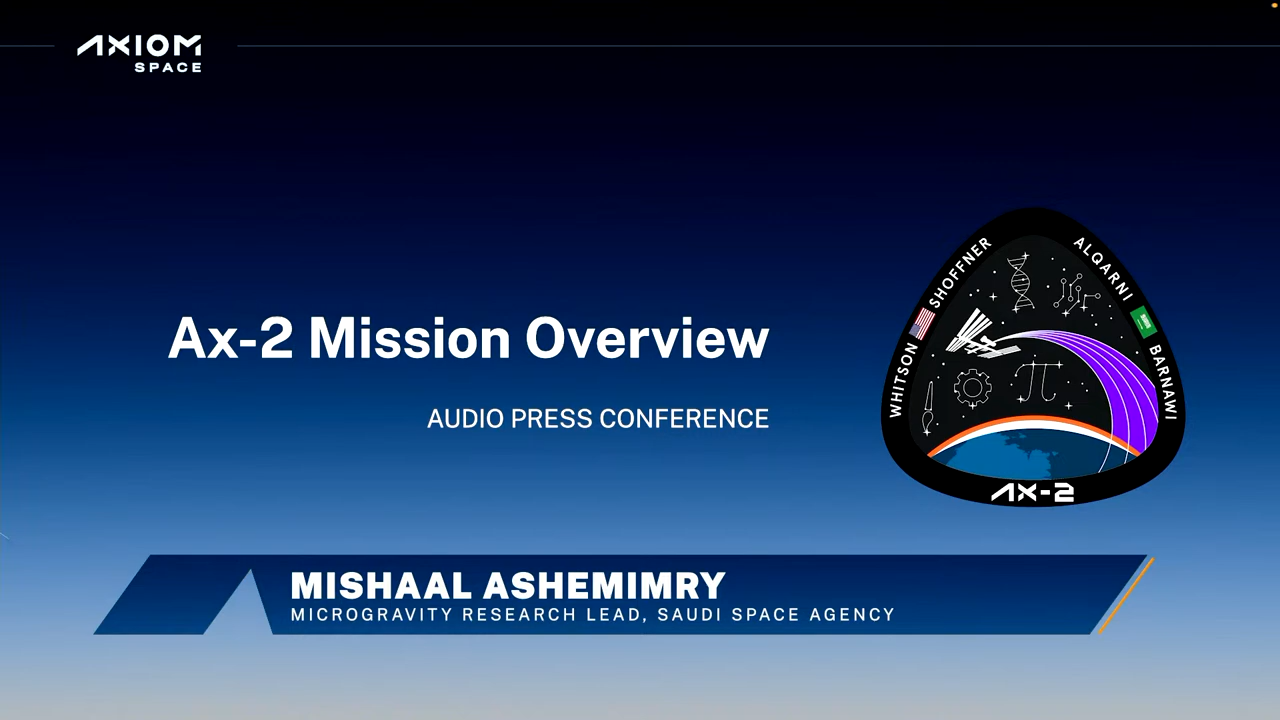 AXIOM
SPACE
Ax-2 Mission Overview
AUDIO PRESS CONFERENCE
WHITSON
SHOFFNER
ALQARNI
BARNAWI
π
AX-2
MISHAAL ASHEMIMRY
MICROGRAVITY RESEARCH LEAD, SAUDI SPACE AGENCY